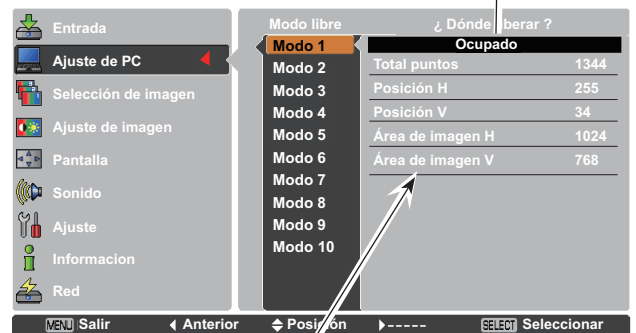 Entrada
Ajuste de PC
Selección de imagen
Ajuste de imagen
Pantalla
Sonido
Ajuste
Informacion
Red
Modo libre
Modo 1
Modo 2
Modo 3
Modo 4
Modo 5
Modo 6
Modo 7
Modo 8
Modo 9
Modo 10
¿ Dónde liberar ?
Ocupado
Total puntos 1344
Posición H 255
Posición V 34
Área de imagen H 1024
Área de imagen V 768
MENU Salir Anterior Posición ----- SELECT Seleccionar